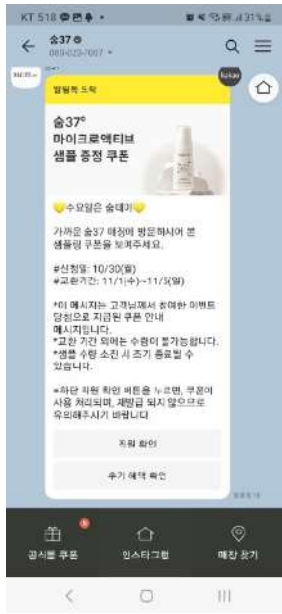 KT 5:18
31%
숨37
알림톡 도착
kakao
숨37°
마이크로액티브
샘플 증정 쿠폰
수요일은 숨데이
가까운 숨37 매장에 방문하시어 본
샘플링 쿠폰을 보여주세요.
#신청일: 10/30(월)
#교환기간: 11/1(수)~11/5(일)
*이 메시지는 고객님께서 참여한 이벤트
당첨으로 지급된 쿠폰 안내
메시지입니다.
*교환 기간 외에는 수령이 불가능합니다.
*샘플 수량 소진 시 조기 종료될 수
있습니다.
※하단 직원 확인 버튼을 누르면, 쿠폰이
사용 처리되며, 재발급 되지 않으므로
유의해주시기 바랍니다
직원 확인
추가 혜택 확인
공식몰 쿠폰
인스타그램
매장 찾기